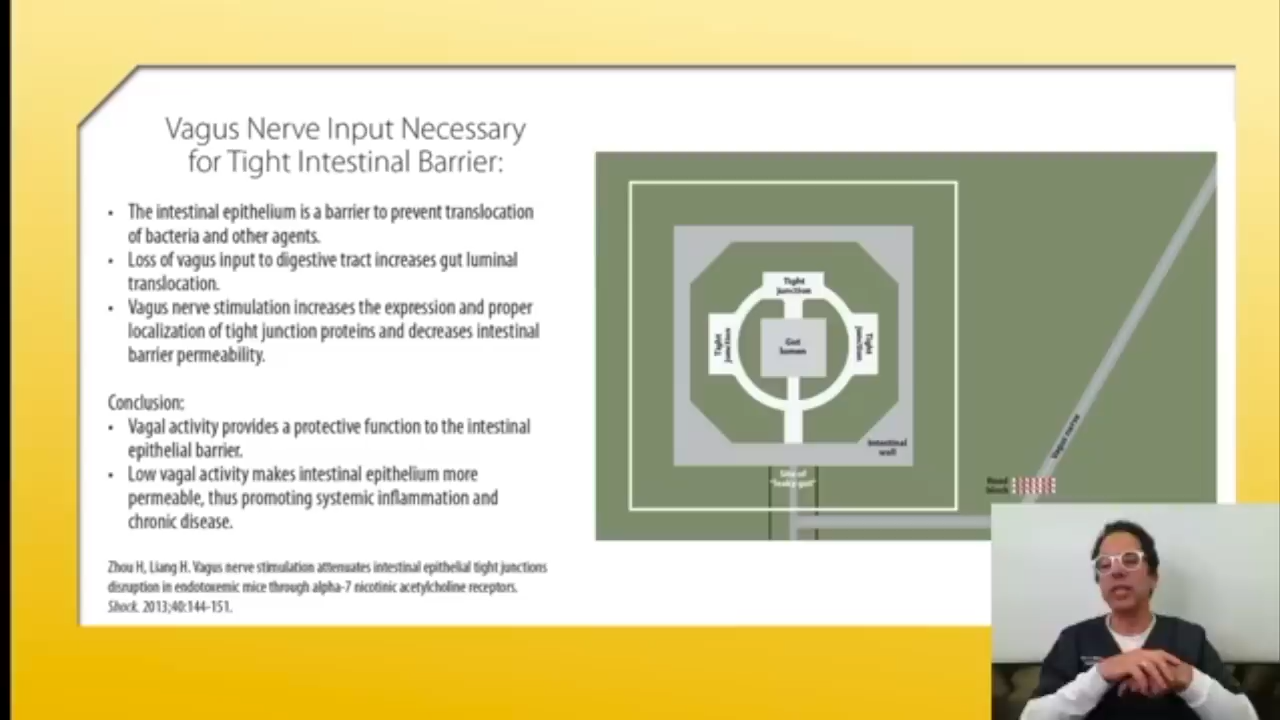 Vagus Nerve Input Necessary
for Tight Intestinal Barrier:
• The intestinal epithelium is a barrier to prevent translocation
of bacteria and other agents.
• Loss of vagus input to digestive tract increases gut luminal
translocation.
• Vagus nerve stimulation increases the expression and proper
localization of tight junction proteins and decreases intestinal
barrier permeability.
Conclusion:
• Vagal activity provides a protective function to the intestinal
epithelial barrier.
• Low vagal activity makes intestinal epithelium more
permeable, thus promoting systemic inflammation and
chronic disease.
Zhou H, Liang H. Vagus nerve stimulation attenuates intestinal epithelial tight junctions
disruption in endotoxemic mice through alpha-7 nicotinic acetylcholine receptors.
Shock. 2013;40:144-151.
Tight
junction
Tight
junction
Gut
lumen
Tight
junction
Intestinal
wall
Site of
"leaky gut"
Vagus nerve
Road
block